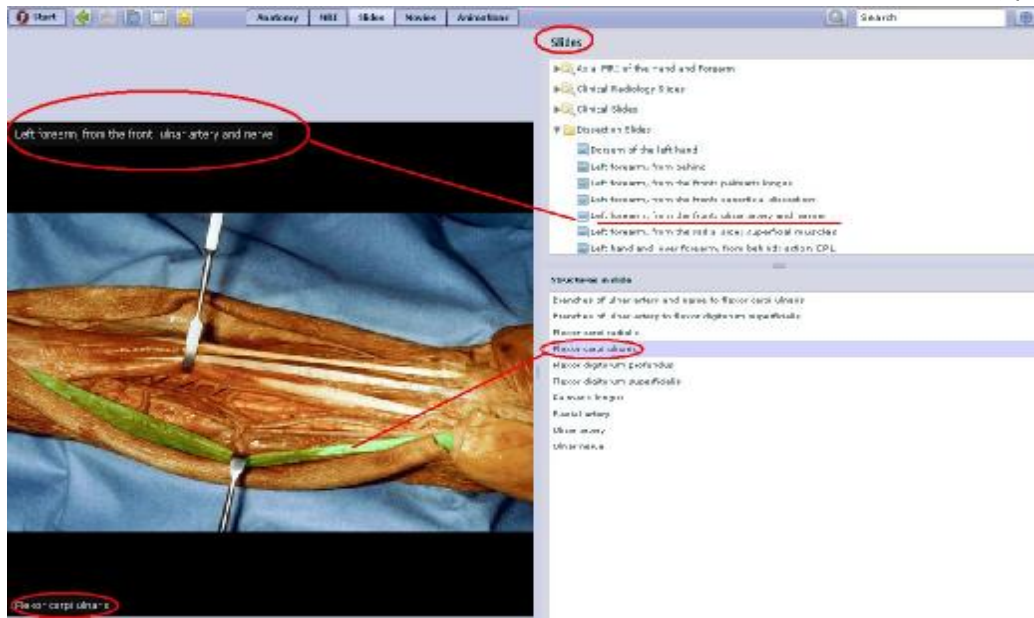 Start
Anatomy MRI Slides Movies Animations
Search
Slides
Axial MRI of the Hand and Forearm
Clinical Radiology Slices
Clinical Slides
Dissection Slides
Dorsum of the left hand
Left forearm, from behind
Left forearm, from the front: palmaris longus
Left forearm, from the front: superficial dissection
Left forearm, from the front: ulnar artery and nerve
Left forearm, from the radial side: superficial muscles
Left hand and lower forearm, from behind: action EPL
Left forearm, from the front: ulnar artery and nerve
Structures in slide
Branches of ulnar artery and nerve to flexor carpi ulnaris
Branches of ulnar artery to flexor digitorum superficialis
Flexor carpi radialis
Flexor carpi ulnaris
Flexor digitorum profundus
Flexor digitorum superficialis
Palmaris longus
Radial artery
Ulnar artery
Ulnar nerve
Flexor carpi ulnaris